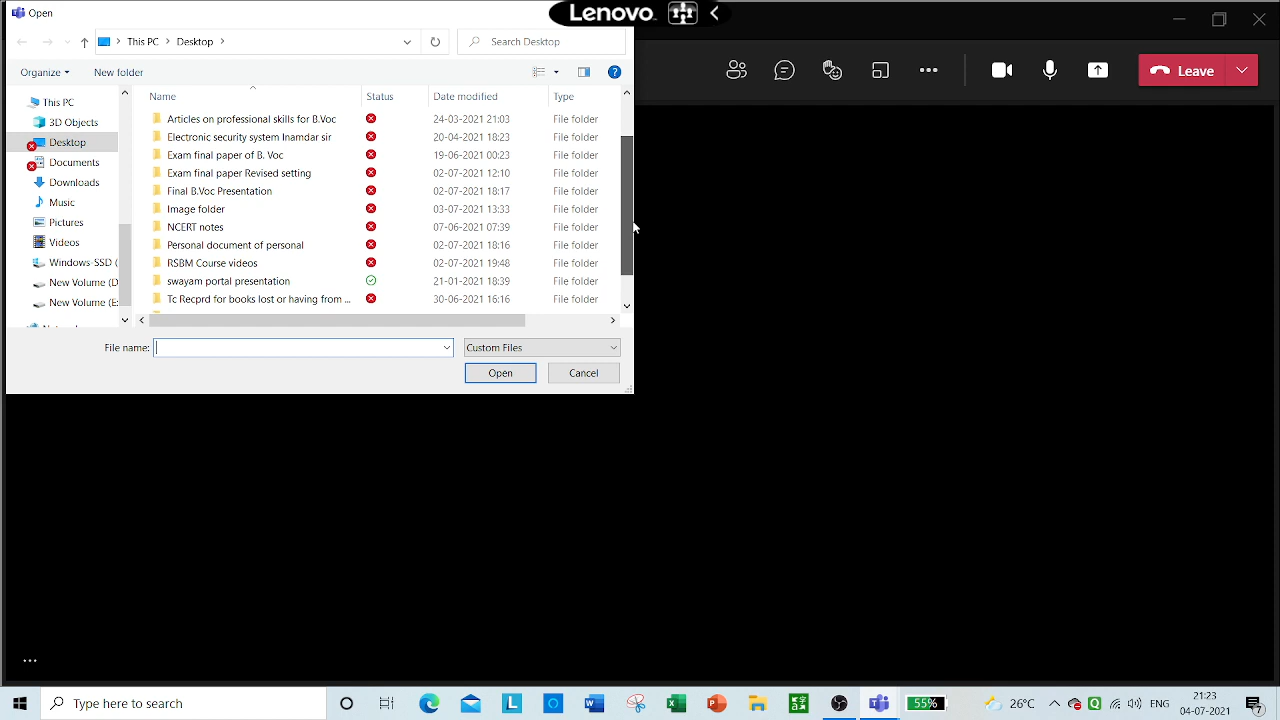 Open
Lenovo
This PC
Desktop
Search Desktop
Organize
New folder
Leave
Name
Status
Date modified
Type
This PC
3D Objects
Desktop
Documents
Downloads
Music
Pictures
Videos
Windows-SSD (
New Volume (D
New Volume (E:
Articles on professional skills for B.Voc 24-03-2021 21:03 File folder
Electronic security system Inamdar sir 20-04-2021 18:23 File folder
Exam final paper of B. Voc 19-06-2021 00:23 File folder
Exam final paper Revised setting 02-07-2021 12:10 File folder
Final B.Voc Presentation 02-07-2021 18:17 File folder
Image folder 03-07-2021 13:33 File folder
NCERT notes 07-06-2021 07:39 File folder
Personal document of personal 02-07-2021 18:16 File folder
RSBM Course videos 02-07-2021 19:48 File folder
swayam portal presentation 21-01-2021 18:39 File folder
Tc Recprd for books lost or having from ... 30-06-2021 16:16 File folder
File name:
Custom Files
Open
Cancel
...
Type here to search
55%
26°C
ENG
21:23
04-07-2021